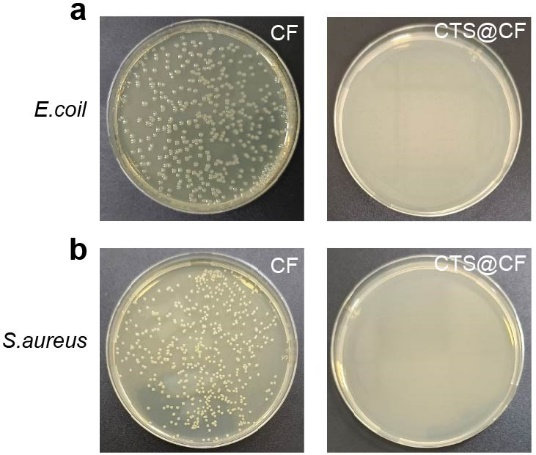 a
CF
CTS@CF
E.coil
b
CF
CTS@CF
S.aureus